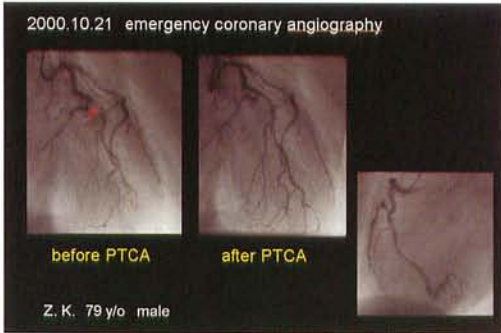 2000.10.21 emergency coronary angiography
before PTCA
after PTCA
Z. K. 79 y/o male